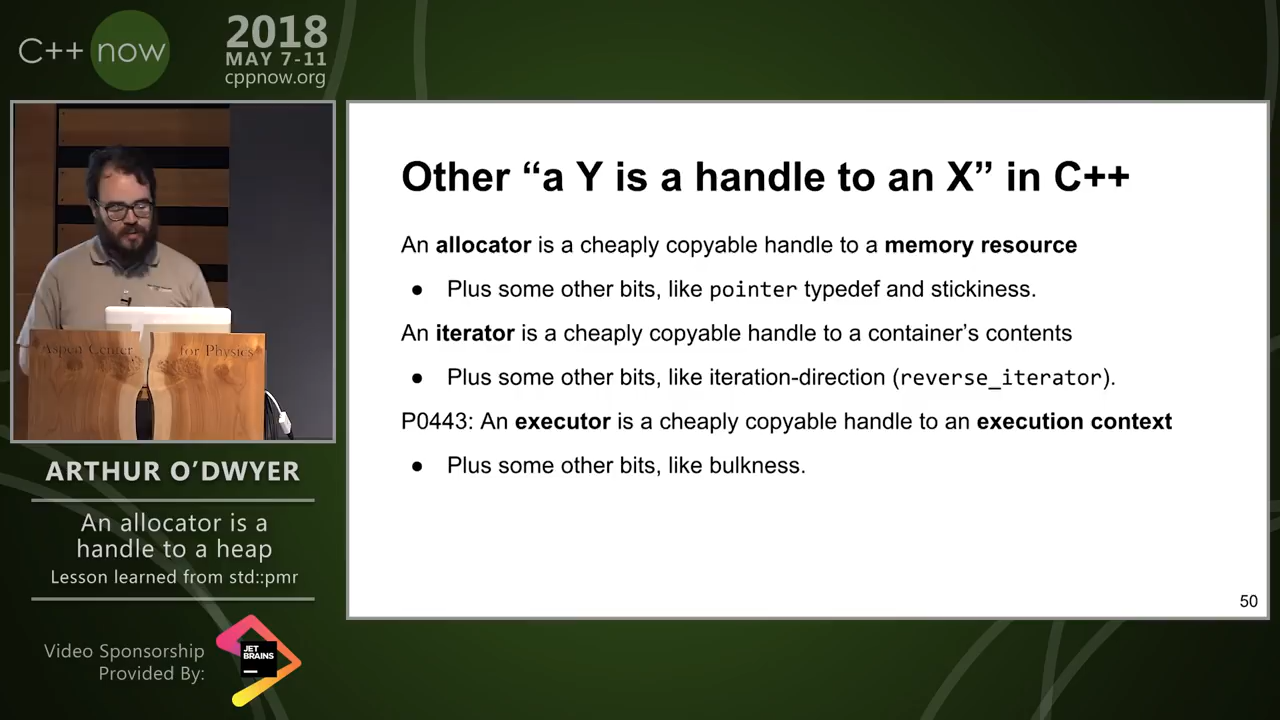 C++ now
2018
MAY 7-11
cppnow.org
Aspen Center for Physics
ARTHUR O’DWYER
An allocator is a
handle to a heap
Lesson learned from std::pmr
Video Sponsorship
Provided By:
JET
BRAINS
Other “a Y is a handle to an X” in C++
An allocator is a cheaply copyable handle to a memory resource
● Plus some other bits, like pointer typedef and stickiness.
An iterator is a cheaply copyable handle to a container’s contents
● Plus some other bits, like iteration-direction (reverse_iterator).
P0443: An executor is a cheaply copyable handle to an execution context
● Plus some other bits, like bulkness.
50